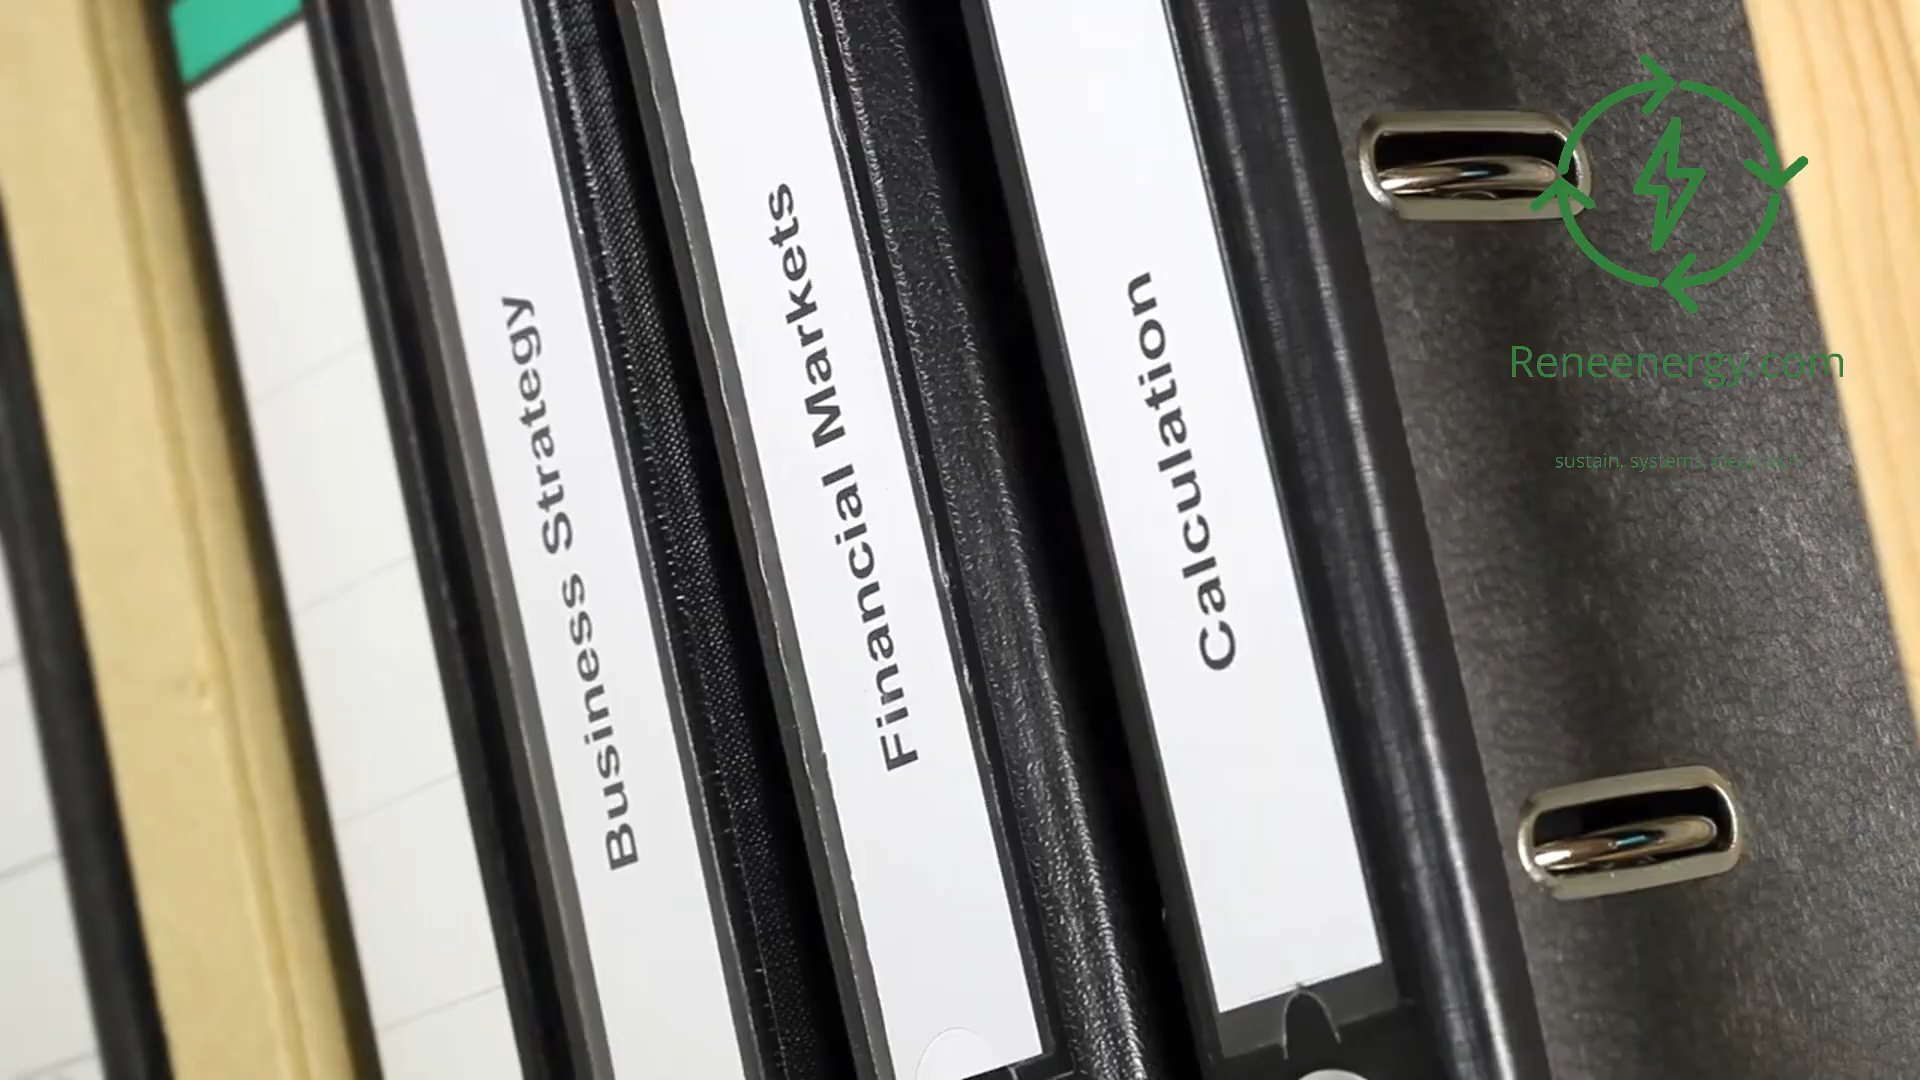 Business Strategy
Financial Markets
Calculation
Reneenergy.com
sustain, systems,